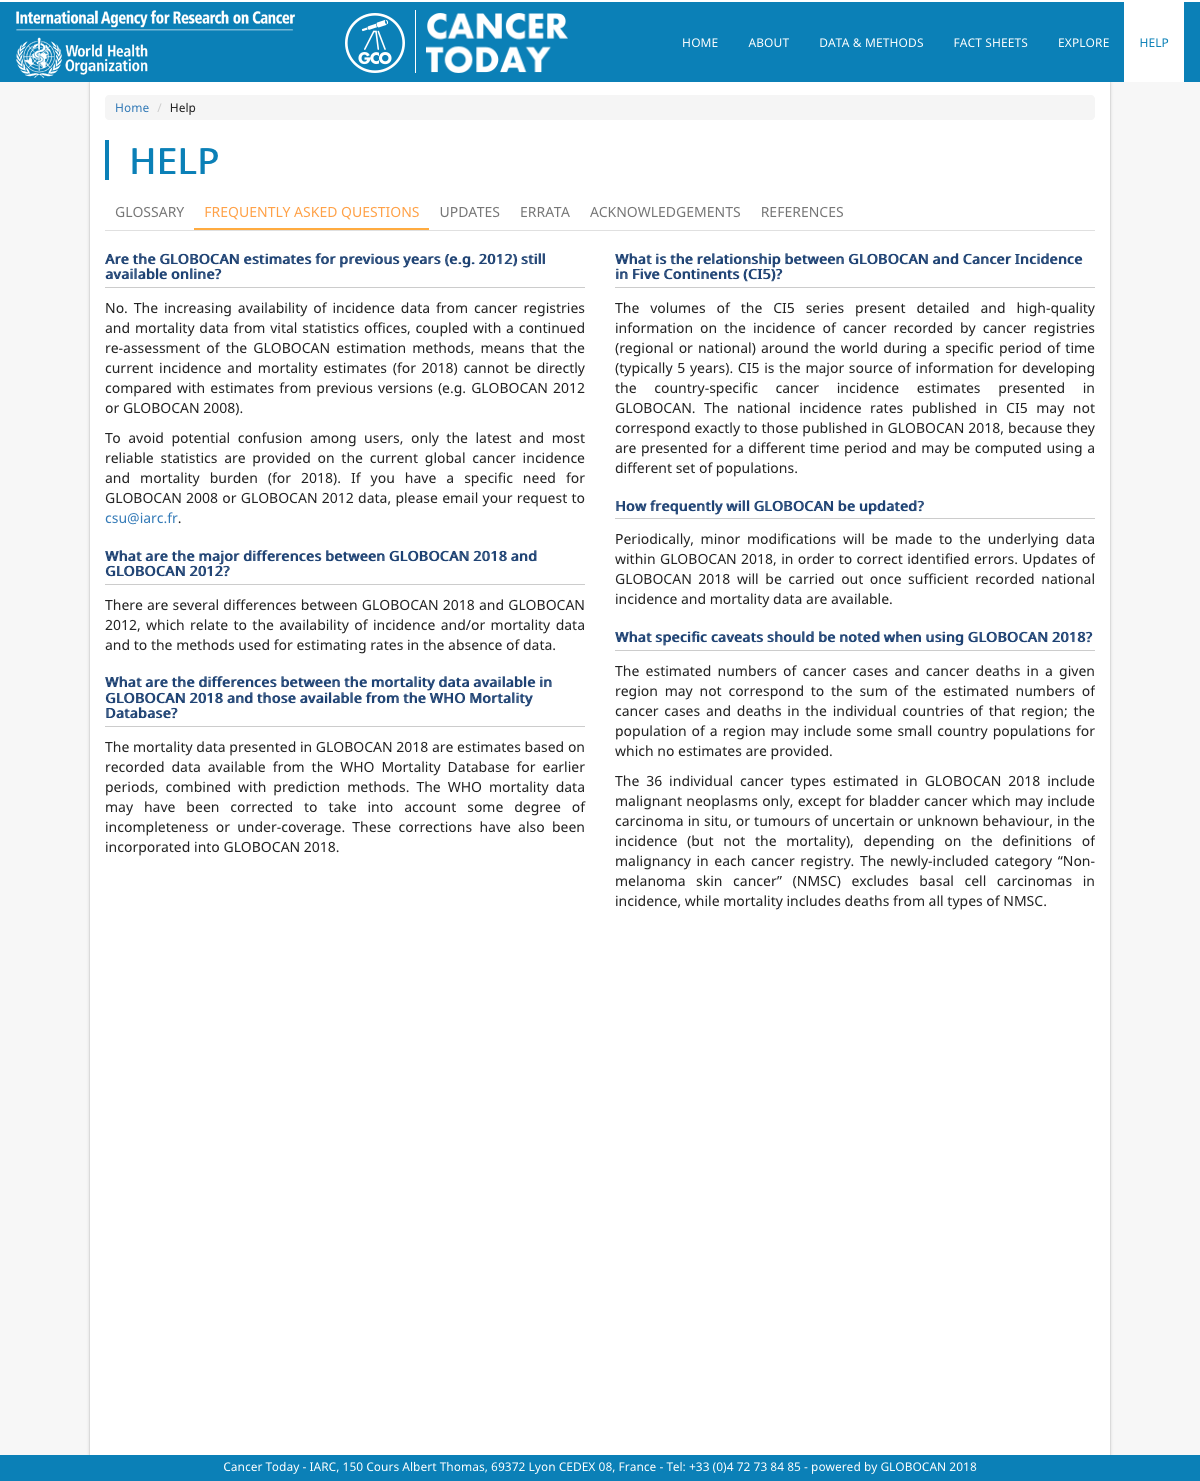 International Agency for Research on Cancer
World Health
Organization
GCO
CANCER
TODAY
HOME ABOUT DATA & METHODS FACT SHEETS EXPLORE HELP
Home / Help
HELP
GLOSSARY FREQUENTLY ASKED QUESTIONS UPDATES ERRATA ACKNOWLEDGEMENTS REFERENCES
Are the GLOBOCAN estimates for previous years (e.g. 2012) still
available online?
No. The increasing availability of incidence data from cancer registries
and mortality data from vital statistics offices, coupled with a continued
re-assessment of the GLOBOCAN estimation methods, means that the
current incidence and mortality estimates (for 2018) cannot be directly
compared with estimates from previous versions (e.g. GLOBOCAN 2012
or GLOBOCAN 2008).
To avoid potential confusion among users, only the latest and most
reliable statistics are provided on the current global cancer incidence
and mortality burden (for 2018). If you have a specific need for
GLOBOCAN 2008 or GLOBOCAN 2012 data, please email your request to
csu@iarc.fr.
What are the major differences between GLOBOCAN 2018 and
GLOBOCAN 2012?
There are several differences between GLOBOCAN 2018 and GLOBOCAN
2012, which relate to the availability of incidence and/or mortality data
and to the methods used for estimating rates in the absence of data.
What are the differences between the mortality data available in
GLOBOCAN 2018 and those available from the WHO Mortality
Database?
The mortality data presented in GLOBOCAN 2018 are estimates based on
recorded data available from the WHO Mortality Database for earlier
periods, combined with prediction methods. The WHO mortality data
may have been corrected to take into account some degree of
incompleteness or under-coverage. These corrections have also been
incorporated into GLOBOCAN 2018.
What is the relationship between GLOBOCAN and Cancer Incidence
in Five Continents (CI5)?
The volumes of the CI5 series present detailed and high-quality
information on the incidence of cancer recorded by cancer registries
(regional or national) around the world during a specific period of time
(typically 5 years). CI5 is the major source of information for developing
the country-specific cancer incidence estimates presented in
GLOBOCAN. The national incidence rates published in CI5 may not
correspond exactly to those published in GLOBOCAN 2018, because they
are presented for a different time period and may be computed using a
different set of populations.
How frequently will GLOBOCAN be updated?
Periodically, minor modifications will be made to the underlying data
within GLOBOCAN 2018, in order to correct identified errors. Updates of
GLOBOCAN 2018 will be carried out once sufficient recorded national
incidence and mortality data are available.
What specific caveats should be noted when using GLOBOCAN 2018?
The estimated numbers of cancer cases and cancer deaths in a given
region may not correspond to the sum of the estimated numbers of
cancer cases and deaths in the individual countries of that region; the
population of a region may include some small country populations for
which no estimates are provided.
The 36 individual cancer types estimated in GLOBOCAN 2018 include
malignant neoplasms only, except for bladder cancer which may include
carcinoma in situ, or tumours of uncertain or unknown behaviour, in the
incidence (but not the mortality), depending on the definitions of
malignancy in each cancer registry. The newly-included category “Non-
melanoma skin cancer” (NMSC) excludes basal cell carcinomas in
incidence, while mortality includes deaths from all types of NMSC.
Cancer Today - IARC, 150 Cours Albert Thomas, 69372 Lyon CEDEX 08, France - Tel: +33 (0)4 72 73 84 85 - powered by GLOBOCAN 2018